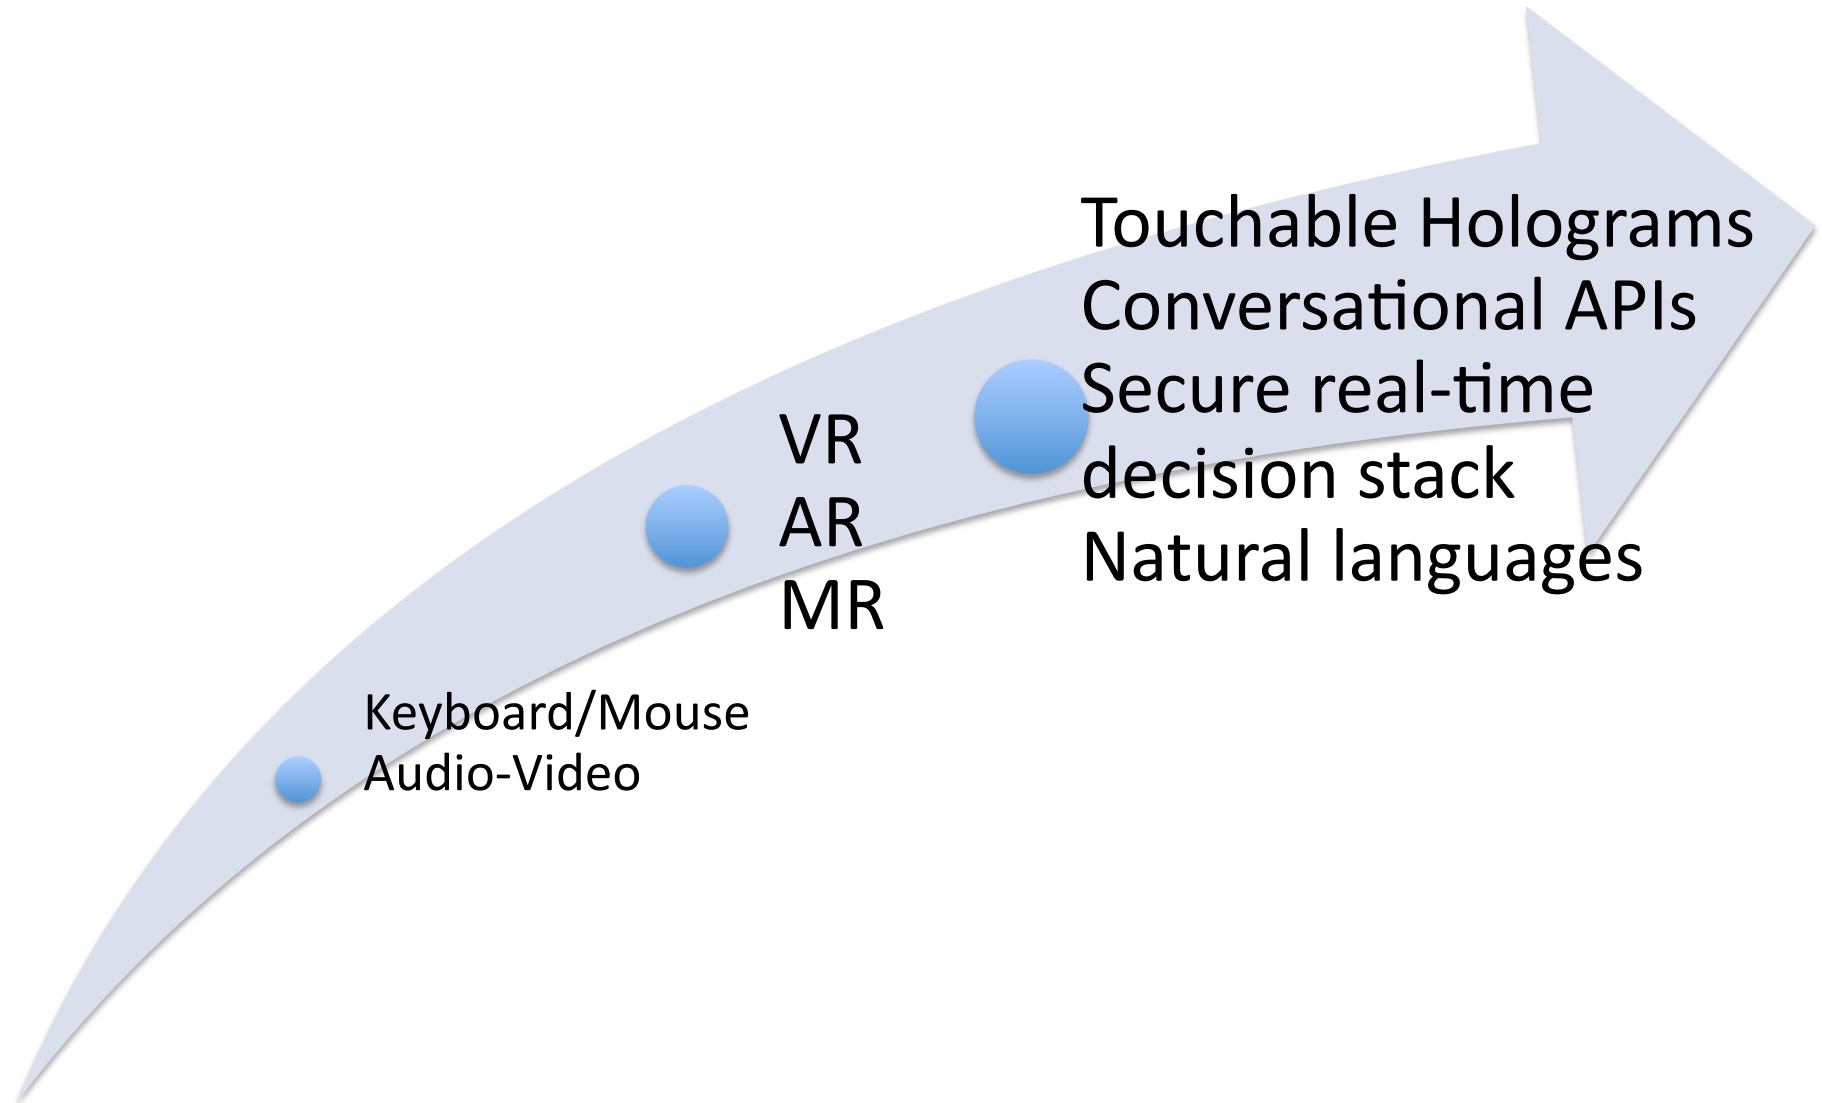 Touchable Holograms
Conversational APIs
Secure real-time
decision stack
Natural languages
VR
AR
MR
Keyboard/Mouse
Audio-Video